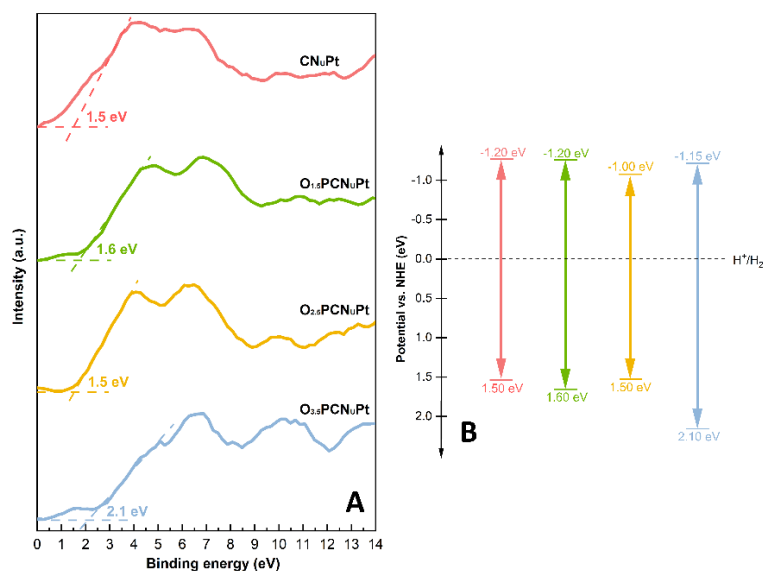 CNᵤPt
1.5 eV
O₁.₅PCNᵤPt
1.6 eV
O₂.₅PCNᵤPt
1.5 eV
O₃.₅PCNᵤPt
2.1 eV
A
Intensity (a.u.)
0 1 2 3 4 5 6 7 8 9 10 11 12 13 14
Binding energy (eV)
-1.20 eV -1.20 eV -1.00 eV -1.15 eV
-1.0
-0.5
0.0
H⁺/H₂
0.5
1.0
1.5
2.0
Potential vs. NHE (eV)
1.50 eV 1.60 eV 1.50 eV 2.10 eV
B